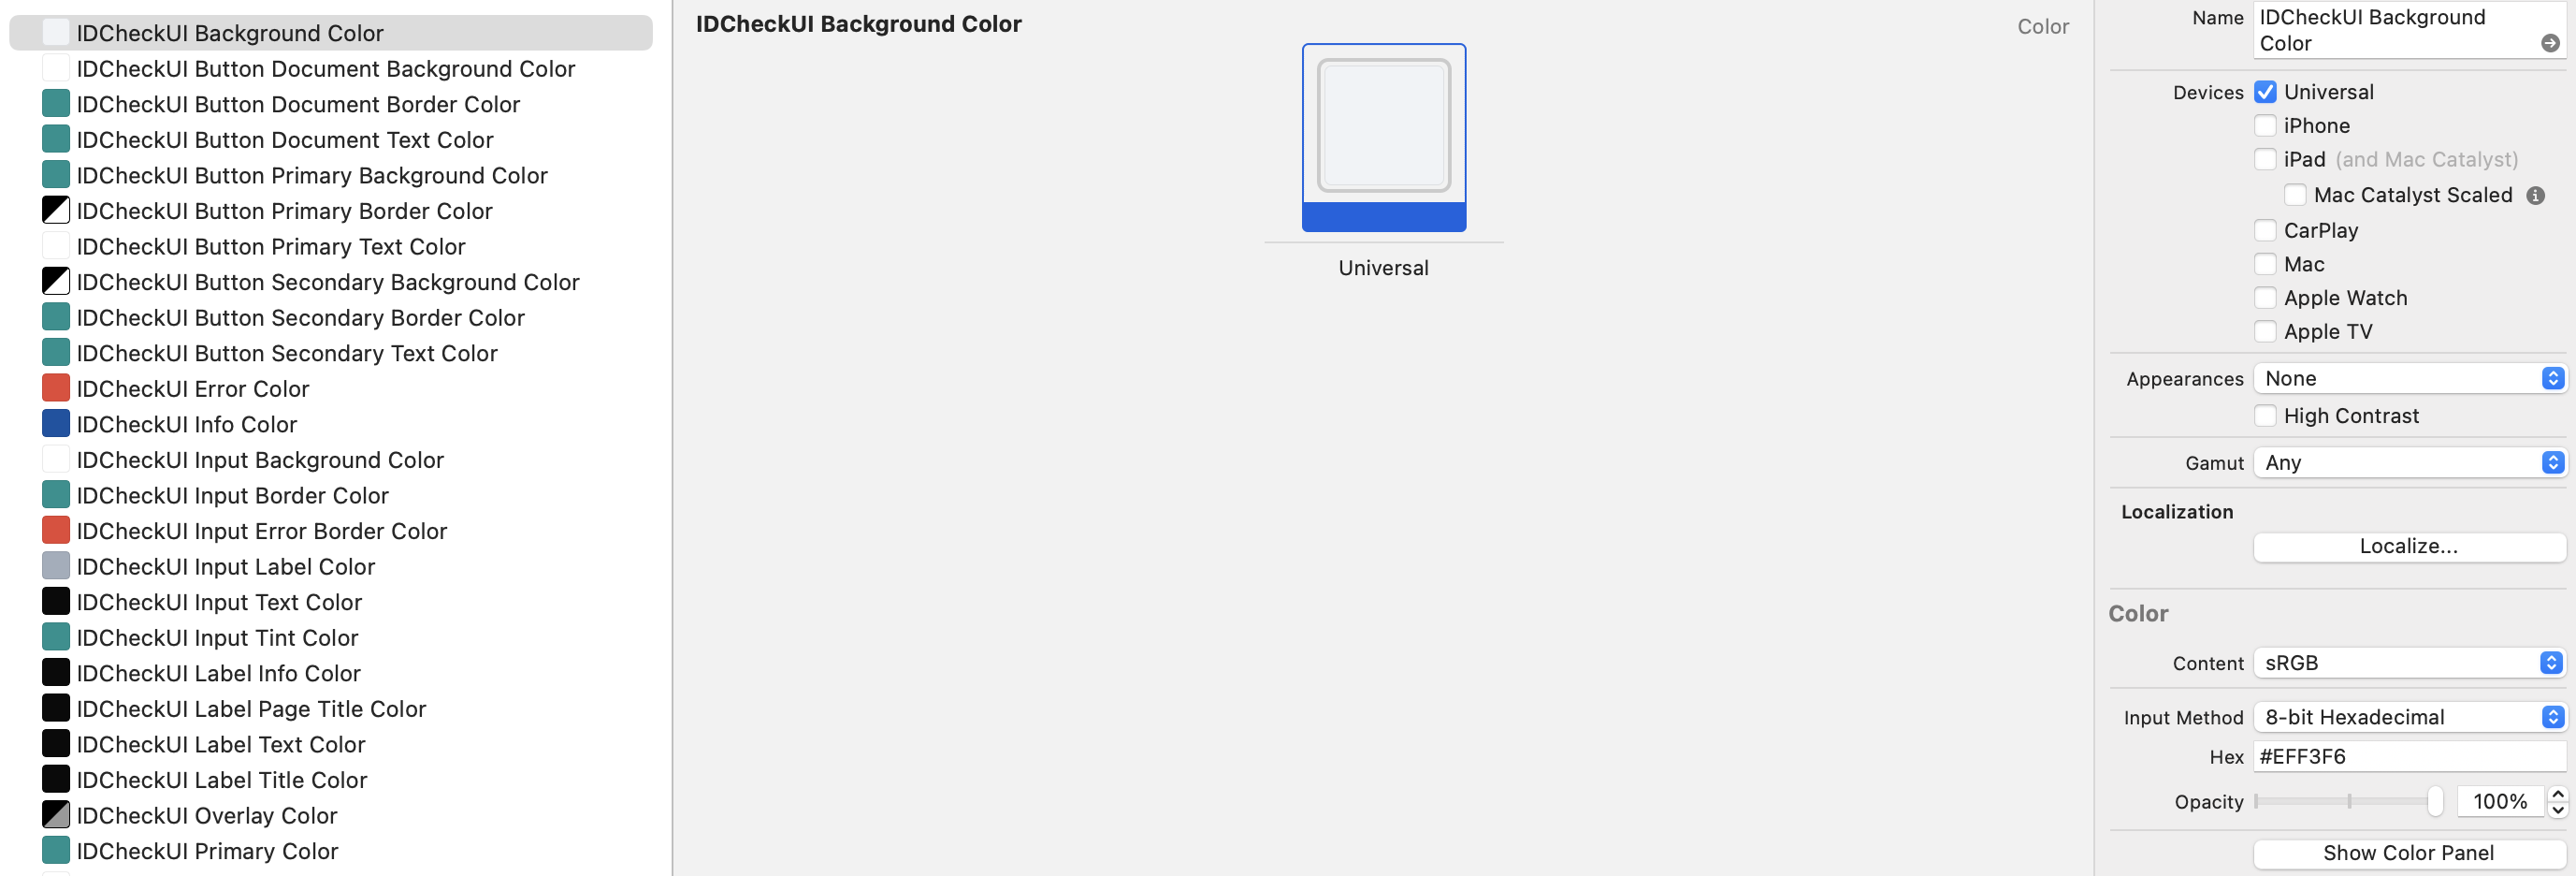 IDCheckUI Background Color
IDCheckUI Button Document Background Color
IDCheckUI Button Document Border Color
IDCheckUI Button Document Text Color
IDCheckUI Button Primary Background Color
IDCheckUI Button Primary Border Color
IDCheckUI Button Primary Text Color
IDCheckUI Button Secondary Background Color
IDCheckUI Button Secondary Border Color
IDCheckUI Button Secondary Text Color
IDCheckUI Error Color
IDCheckUI Info Color
IDCheckUI Input Background Color
IDCheckUI Input Border Color
IDCheckUI Input Error Border Color
IDCheckUI Input Label Color
IDCheckUI Input Text Color
IDCheckUI Input Tint Color
IDCheckUI Label Info Color
IDCheckUI Label Page Title Color
IDCheckUI Label Text Color
IDCheckUI Label Title Color
IDCheckUI Overlay Color
IDCheckUI Primary Color
IDCheckUI Background Color
Color
Universal
Name IDCheckUI Background
Color
Devices Universal
iPhone
iPad (and Mac Catalyst)
Mac Catalyst Scaled
CarPlay
Mac
Apple Watch
Apple TV
Appearances None
High Contrast
Gamut Any
Localization
Localize...
Color
Content sRGB
Input Method 8-bit Hexadecimal
Hex #EFF3F6
Opacity 100%
Show Color Panel